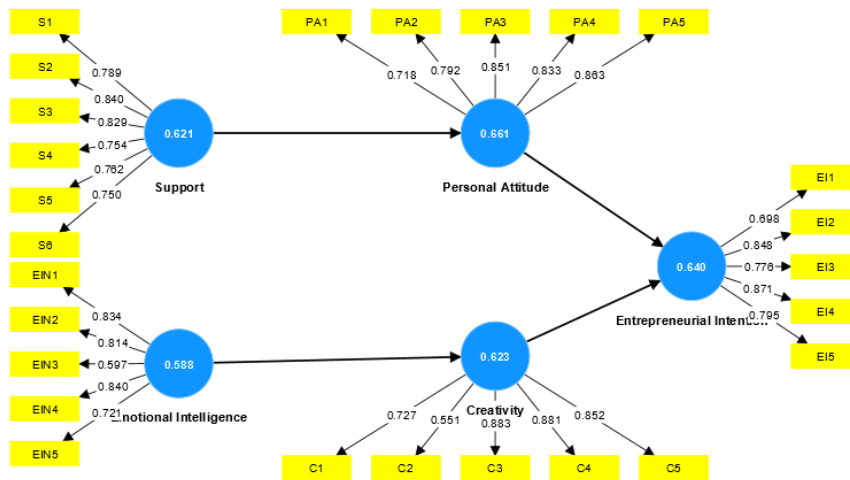 S1
S2
S3
S4
S5
S6
0.789
0.840
0.829
0.754
0.762
0.750
0.621
Support
PA1
PA2
PA3
PA4
PA5
0.718
0.792
0.851
0.833
0.863
0.661
Personal Attitude
EIN1
EIN2
EIN3
EIN4
EIN5
0.834
0.814
0.597
0.840
0.721
0.588
Emotional Intelligence
0.623
Creativity
0.727
0.551
0.883
0.881
0.852
C1
C2
C3
C4
C5
0.640
Entrepreneurial Intention
0.698
0.848
0.776
0.871
0.795
EI1
EI2
EI3
EI4
EI5